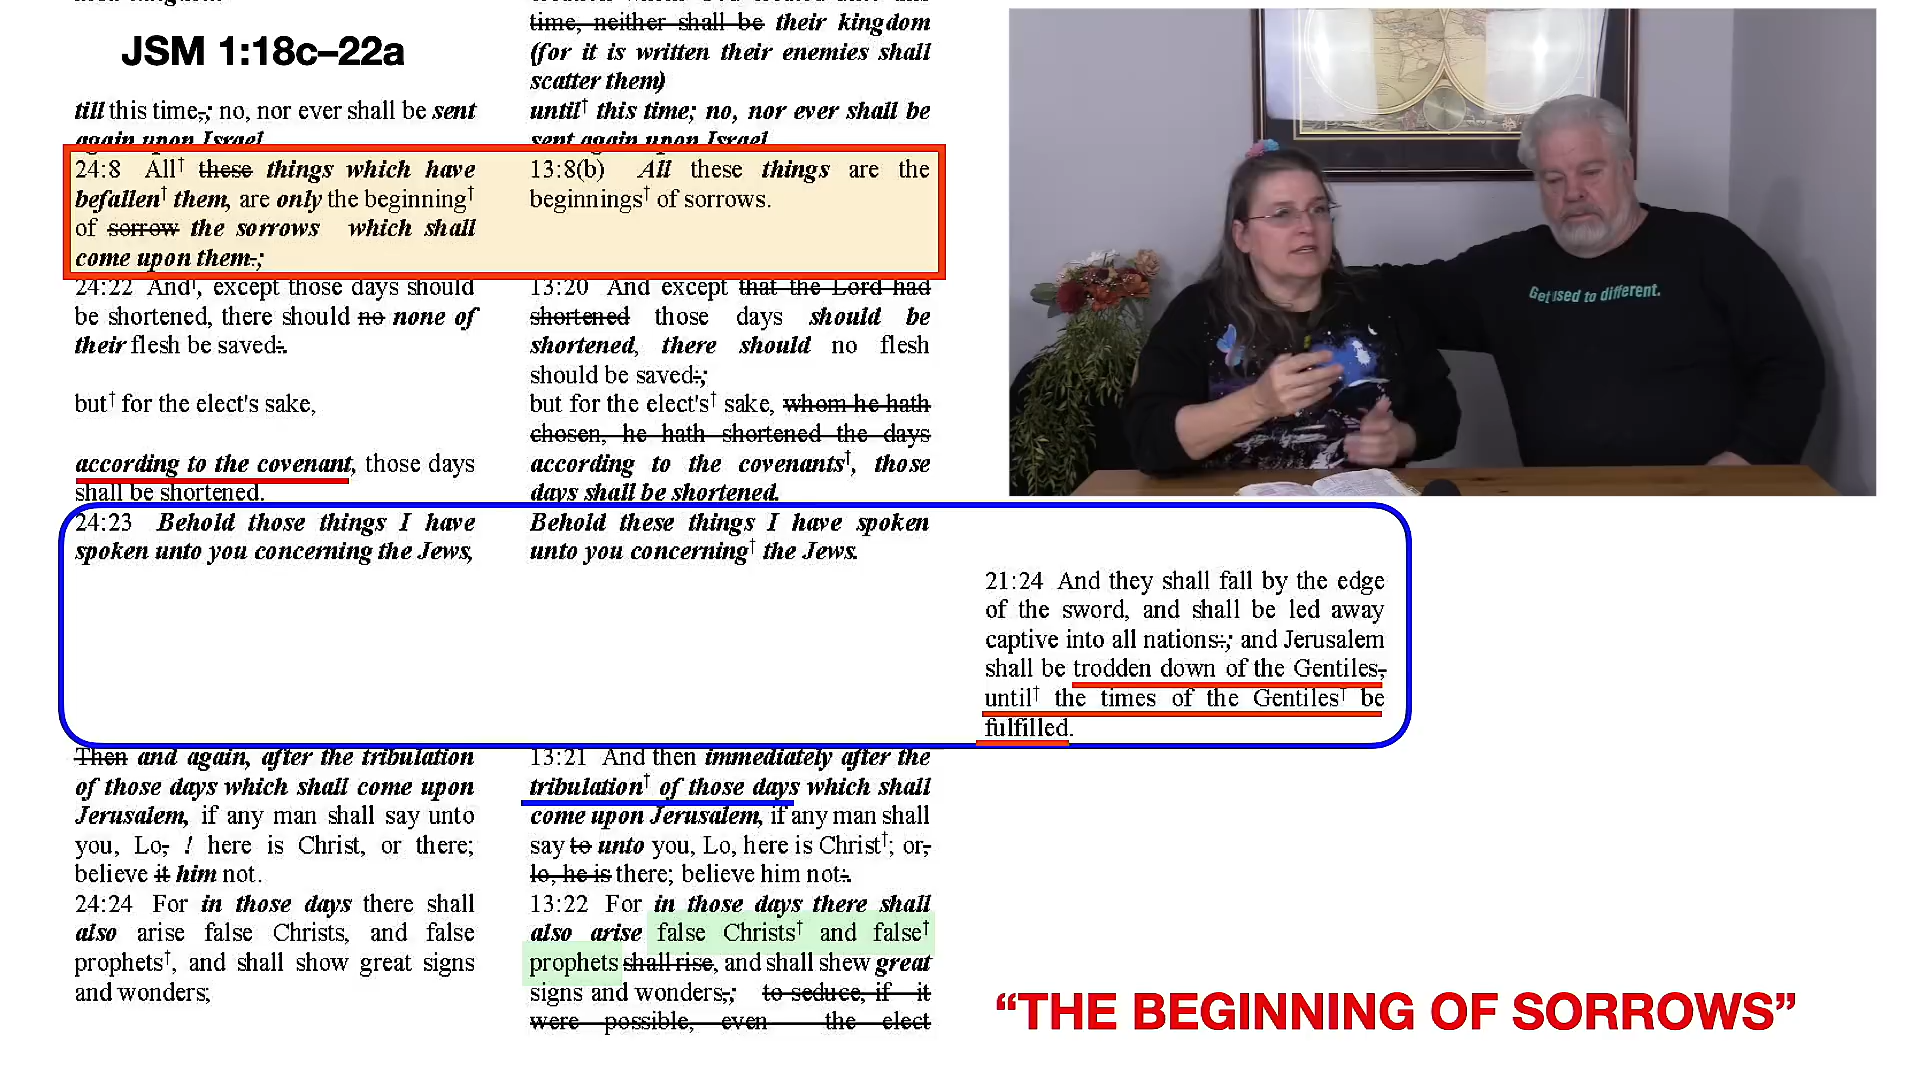 time, neither shall be their kingdom
JSM 1:18c–22a
(for it is written their enemies shall
scatter them)
till this time,; no, nor ever shall be sent
again upon Israel
until† this time; no, nor ever shall be
sent again upon Israel
24:8 All† these things which have
befallen† them, are only the beginning†
of sorrow the sorrows which shall
come upon them.;
13:8(b) All these things are the
beginnings† of sorrows.
24:22 And†, except those days should
be shortened, there should no none of
their flesh be saved:.
but† for the elect's sake,
according to the covenant, those days
shall be shortened.
13:20 And except that the Lord had
shortened those days should be
shortened, there should no flesh
should be saved:;
but for the elect's† sake, whom he hath
chosen, he hath shortened the days
according to the covenants†, those
days shall be shortened.
24:23 Behold those things I have
spoken unto you concerning the Jews,
Behold these things I have spoken
unto you concerning† the Jews.
21:24 And they shall fall by the edge
of the sword, and shall be led away
captive into all nations:; and Jerusalem
shall be trodden down of the Gentiles,
until† the times of the Gentiles† be
fulfilled.
Then and again, after the tribulation
of those days which shall come upon
Jerusalem, if any man shall say unto
you, Lo, ! here is Christ, or there;
believe it him not.
24:24 For in those days there shall
also arise false Christs, and false
prophets†, and shall show great signs
and wonders;
13:21 And then immediately after the
tribulation† of those days which shall
come upon Jerusalem, if any man shall
say to unto you, Lo, here is Christ†; or,
lo, he is there; believe him not:.
13:22 For in those days there shall
also arise false Christs† and false†
prophets shall rise, and shall shew great
signs and wonders,; to seduce, if it
were possible, even the elect
Get used to different.
“THE BEGINNING OF SORROWS”